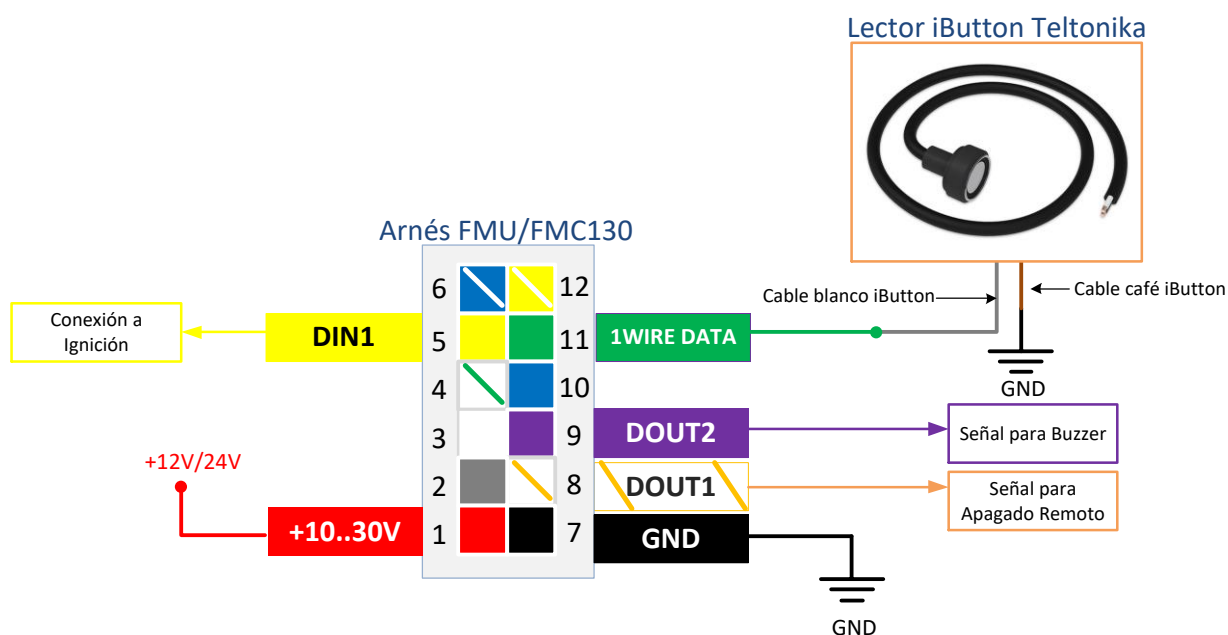 Lector iButton Teltonika
Arnés FMU/FMC130
6
12
Cable blanco iButton
Cable café iButton
Conexión a
Ignición
DIN1
5
11
1WIRE DATA
4
10
GND
3
9
DOUT2
Señal para Buzzer
+12V/24V
2
8
DOUT1
Señal para
Apagado Remoto
+10..30V
1
7
GND
GND